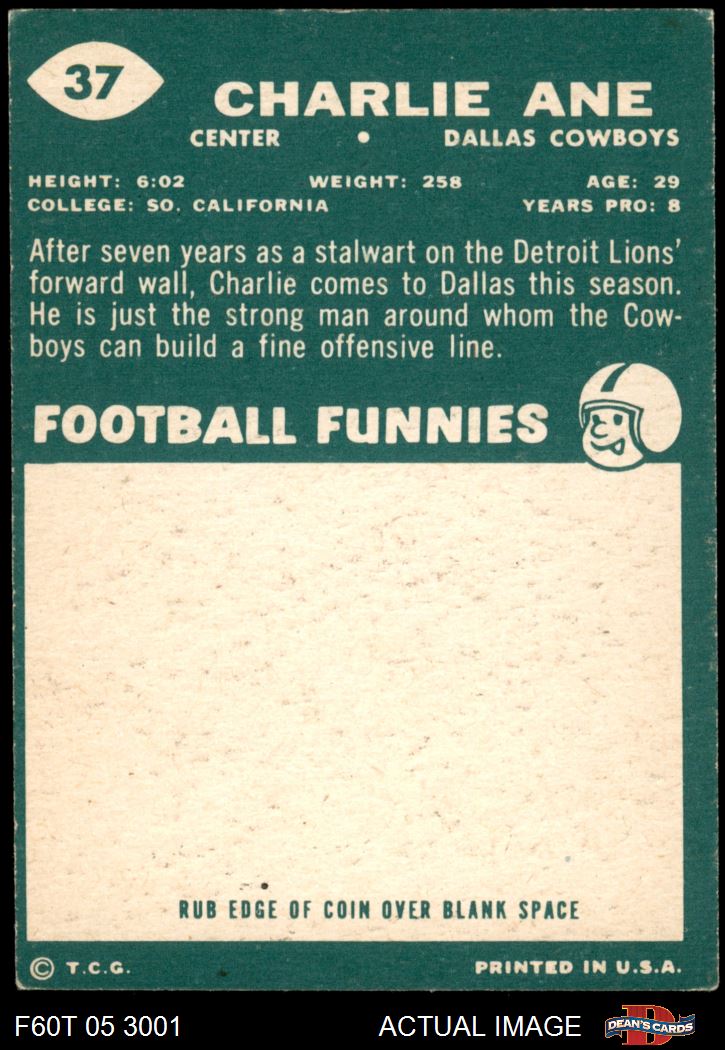 37
CHARLIE ANE
CENTER • DALLAS COWBOYS
HEIGHT: 6:02 WEIGHT: 258 AGE: 29
COLLEGE: SO. CALIFORNIA YEARS PRO: 8
After seven years as a stalwart on the Detroit Lions'
forward wall, Charlie comes to Dallas this season.
He is just the strong man around whom the Cow-
boys can build a fine offensive line.
FOOTBALL FUNNIES
RUB EDGE OF COIN OVER BLANK SPACE
© T.C.G. PRINTED IN U.S.A.
F60T 05 3001 ACTUAL IMAGE D DEAN'S CARDS